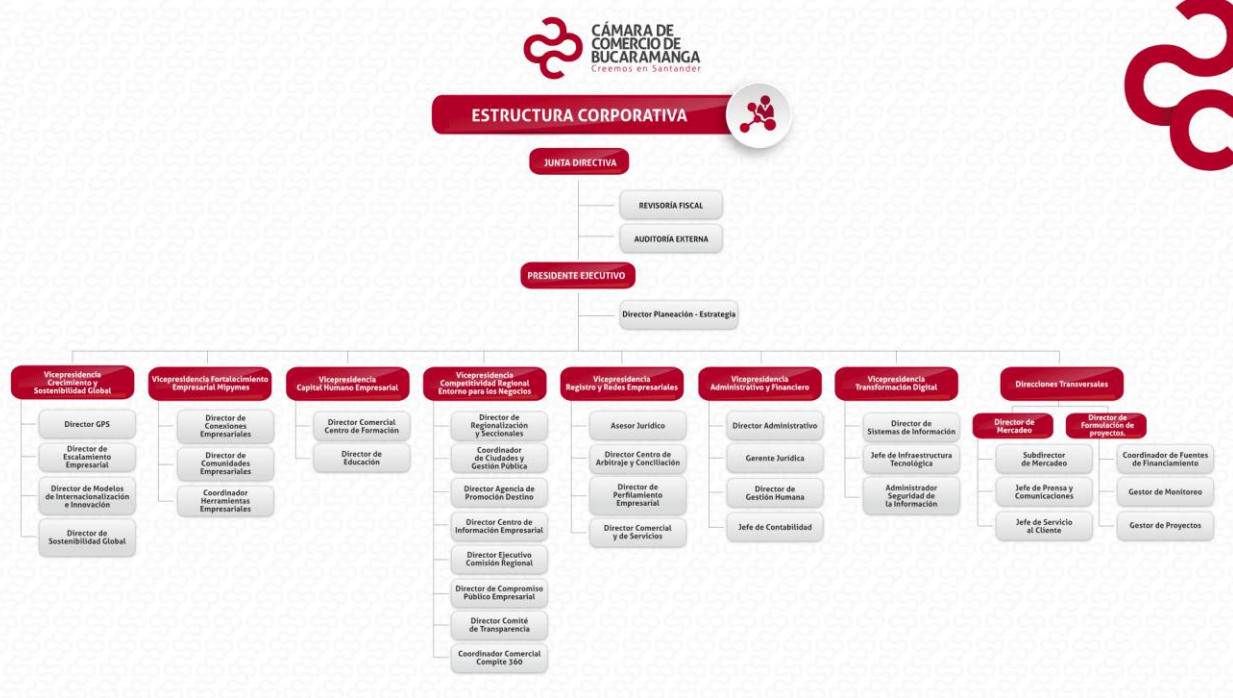 CÁMARA DE
COMERCIO DE
BUCARAMANGA
Creemos en Santander
ESTRUCTURA CORPORATIVA
JUNTA DIRECTIVA
REVISORÍA FISCAL
AUDITORÍA EXTERNA
PRESIDENTE EJECUTIVO
Director Planeación - Estrategia
Vicepresidencia
Crecimiento y
Sostenibilidad Global
Director GPS
Director de
Escalamiento
Empresarial
Director de Modelos
de Internacionalización
e Innovación
Director de
Sostenibilidad Global
Vicepresidencia Fortalecimiento
Empresarial Mipymes
Director de
Conexiones
Empresariales
Director de
Comunidades
Empresariales
Coordinador
Herramientas
Empresariales
Vicepresidencia
Capital Humano Empresarial
Director Comercial
Centro de Formación
Director de
Educación
Vicepresidencia
Competitividad Regional
Entorno para los Negocios
Director de
Regionalización
y Seccionales
Coordinador
de Ciudades y
Gestión Pública
Director Agencia de
Promoción Destino
Director Centro de
Información Empresarial
Director Ejecutivo
Comisión Regional
Director de Compromiso
Público Empresarial
Director Comité
de Transparencia
Coordinador Comercial
Compite 360
Vicepresidencia
Registro y Redes Empresariales
Asesor Jurídico
Director Centro de
Arbitraje y Conciliación
Director de
Perfilamiento
Empresarial
Director Comercial
y de Servicios
Vicepresidencia
Administrativo y Financiero
Director Administrativo
Gerente Jurídica
Director de
Gestión Humana
Jefe de Contabilidad
Vicepresidencia
Transformación Digital
Director de
Sistemas de Información
Jefe de Infraestructura
Tecnológica
Administrador
Seguridad de
la Información
Direcciones Transversales
Director de
Mercadeo
Subdirector
de Mercadeo
Jefe de Prensa y
Comunicaciones
Jefe de Servicio
al Cliente
Director de
Formulación de
proyectos.
Coordinador de Fuentes
de Financiamiento
Gestor de Monitoreo
Gestor de Proyectos